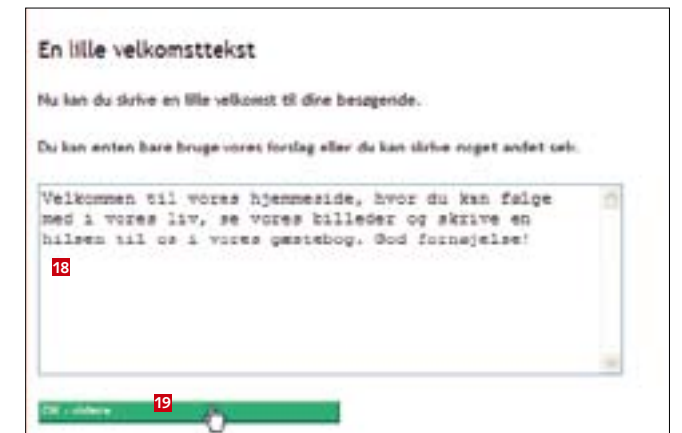 En lille velkomsttekst
Nu kan du skrive en lille velkomst til dine besøgende.
Du kan enten bare bruge vores forslag eller du kan skrive noget andet selv.
Velkommen til vores hjemmeside, hvor du kan følge
med i vores liv, se vores billeder og skrive en
hilsen til os i vores gæstebog. God fornøjelse!
18
OK - videre
19